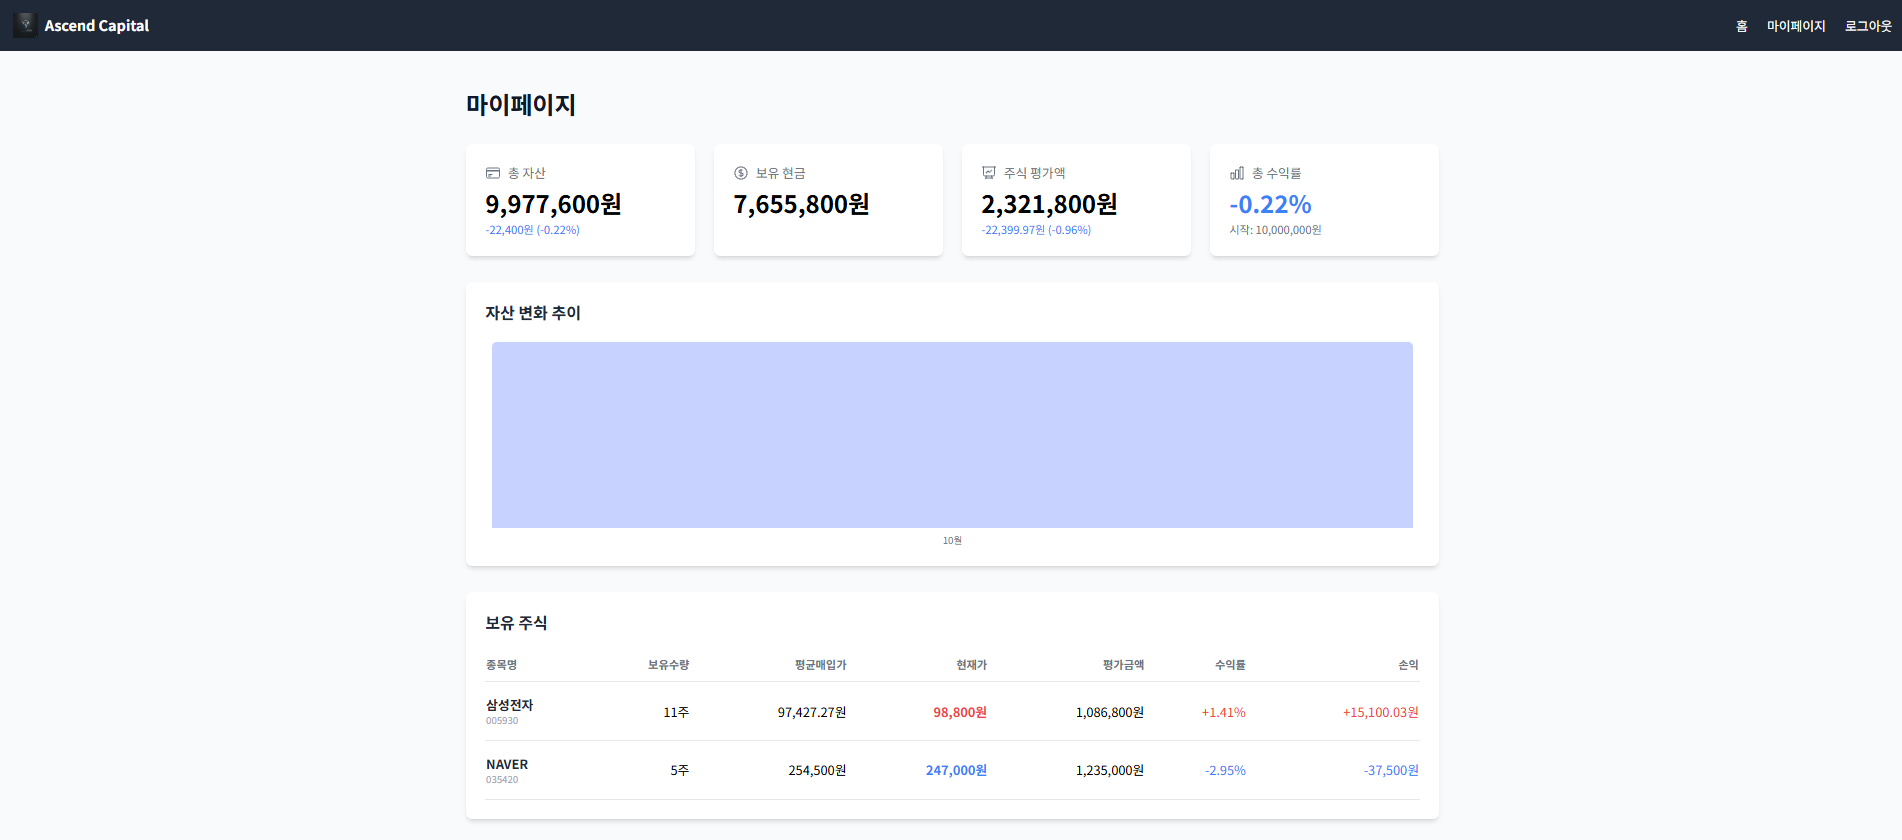 Ascend Capital 홈 마이페이지 로그아웃
마이페이지
총 자산 보유 현금 주식 평가액 총 수익률
9,977,600원 7,655,800원 2,321,800원 -0.22%
-22,400원 (-0.22%) -22,399.97원 (-0.96%) 시작: 10,000,000원
자산 변화 추이
10월
보유 주식
종목명 보유수량 평균매입가 현재가 평가금액 수익률 손익
삼성전자 11주 97,427.27원 98,800원 1,086,800원 +1.41% +15,100.03원
005930
NAVER 5주 254,500원 247,000원 1,235,000원 -2.95% -37,500원
035420